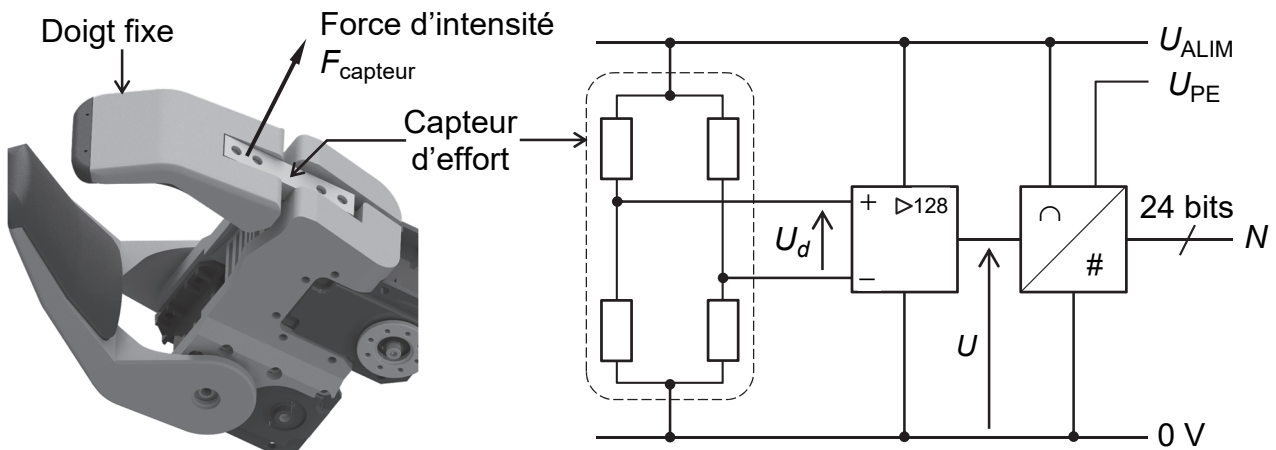 Doigt fixe
Force d’intensité
Fcapteur
Capteur
d’effort
UALIM
UPE
+
▷128
Ud
−
∩
#
24 bits
N
U
0 V